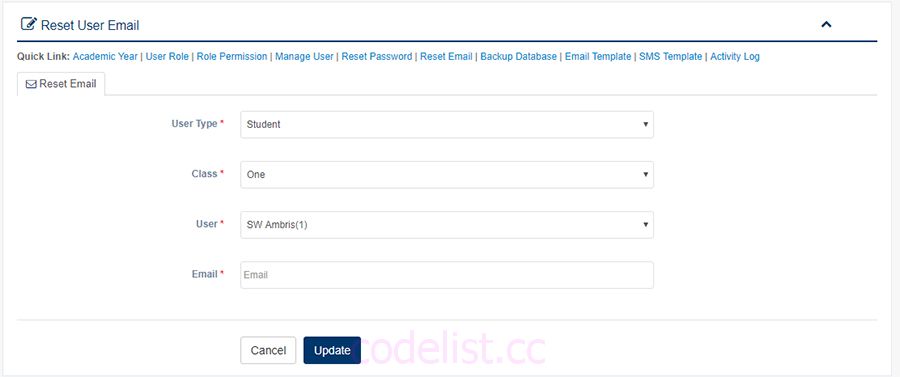 Reset User Email
Quick Link: Academic Year | User Role | Role Permission | Manage User | Reset Password | Reset Email | Backup Database | Email Template | SMS Template | Activity Log
Reset Email
User Type *
Student
Class *
One
User *
SW Ambris(1)
Email *
Email
Cancel
Update
codelist.cc